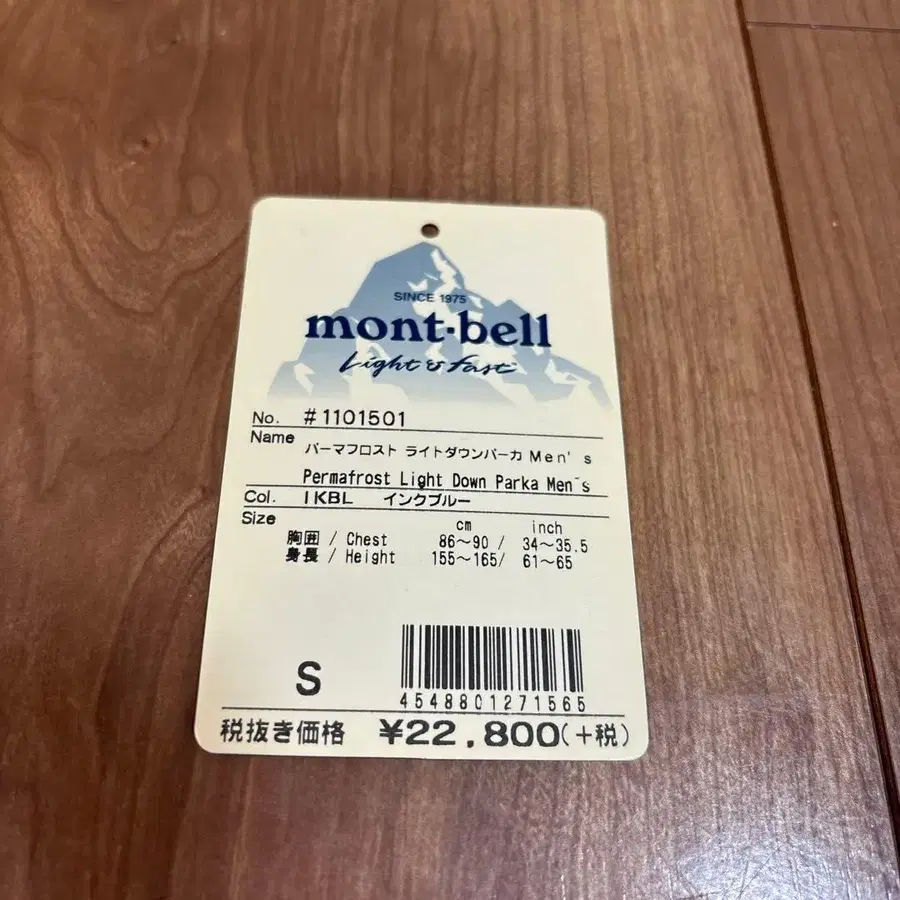 SINCE 1975
mont-bell
Light & Fast
No. #1101501
Name パーマフロスト ライトダウンパーカ Men's
Permafrost Light Down Parka Men's
Col. IKBL インクブルー
Size cm inch
胸囲 / Chest 86～90 / 34～35.5
身長 / Height 155～165/ 61～65
S
4548801271565
税抜き価格 ¥22,800(+税)